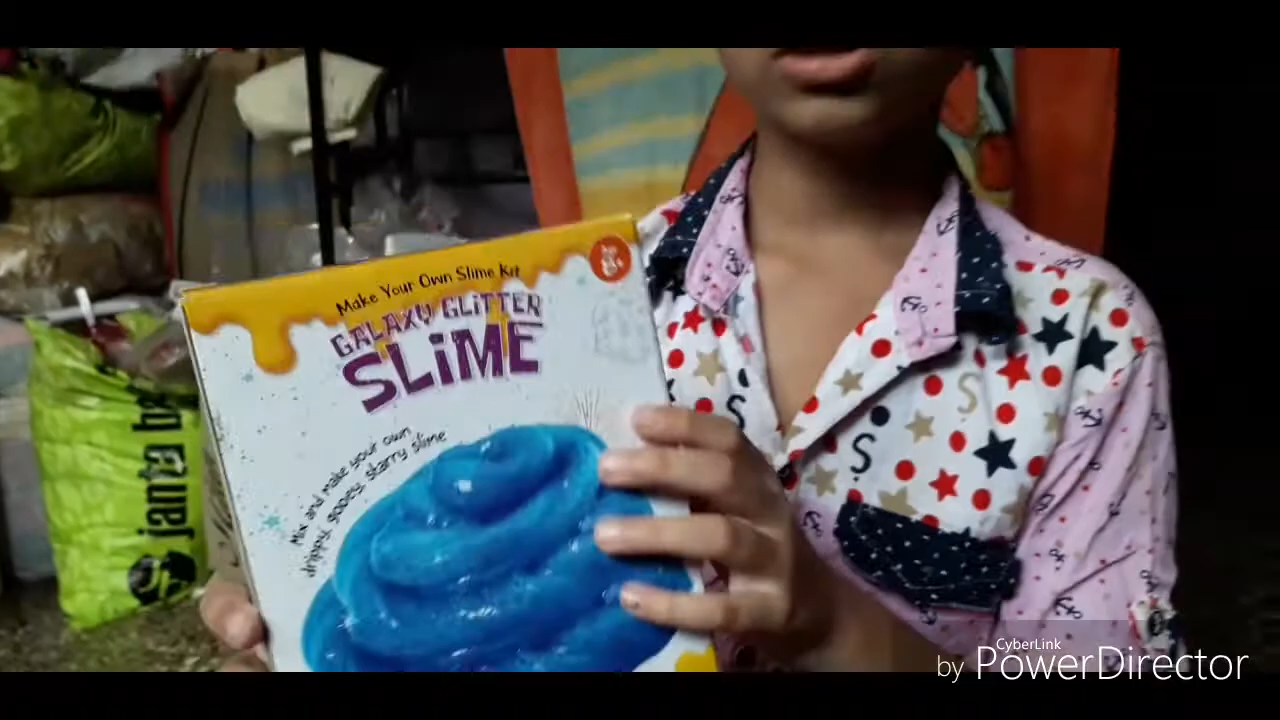 Make Your Own Slime Kit
GALAXY GLITTER
SLiME
Mix and make your own
drippy, gooey, starry slime
janta
CyberLink
by PowerDirector